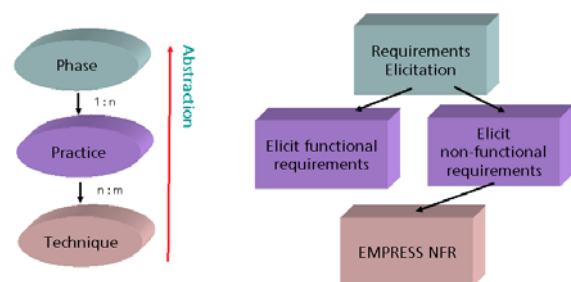 Phase
1:n
Practice
n:m
Technique
Abstraction
Requirements
Elicitation
Elicit functional
requirements
Elicit
non-functional
requirements
EMPRESS NFR